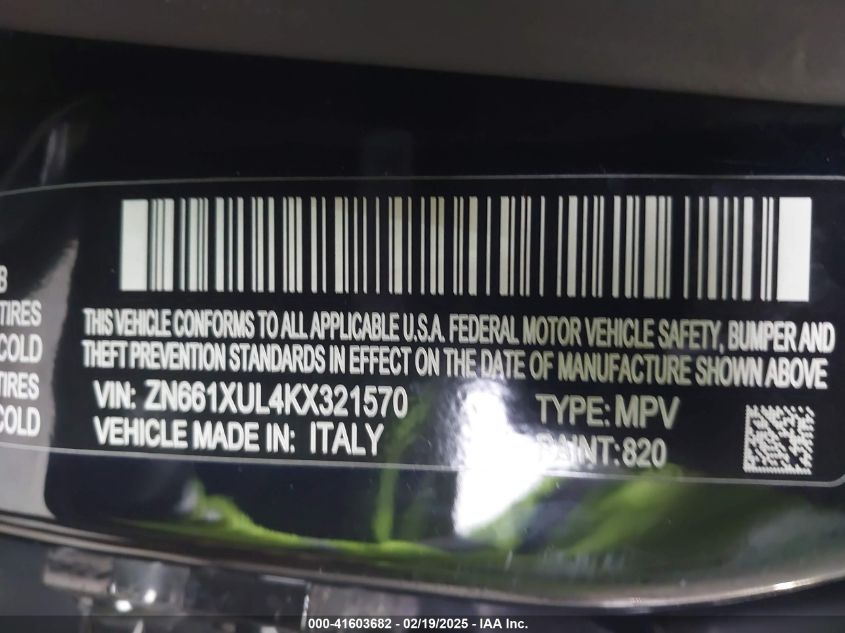 B
TIRES
COLD
TIRES
COLD
THIS VEHICLE CONFORMS TO ALL APPLICABLE U.S.A. FEDERAL MOTOR VEHICLE SAFETY, BUMPER AND
THEFT PREVENTION STANDARDS IN EFFECT ON THE DATE OF MANUFACTURE SHOWN ABOVE
VIN: ZN661XUL4KX321570
TYPE: MPV
VEHICLE MADE IN: ITALY
PAINT: 820
000-41603682 - 02/19/2025 - IAA Inc.